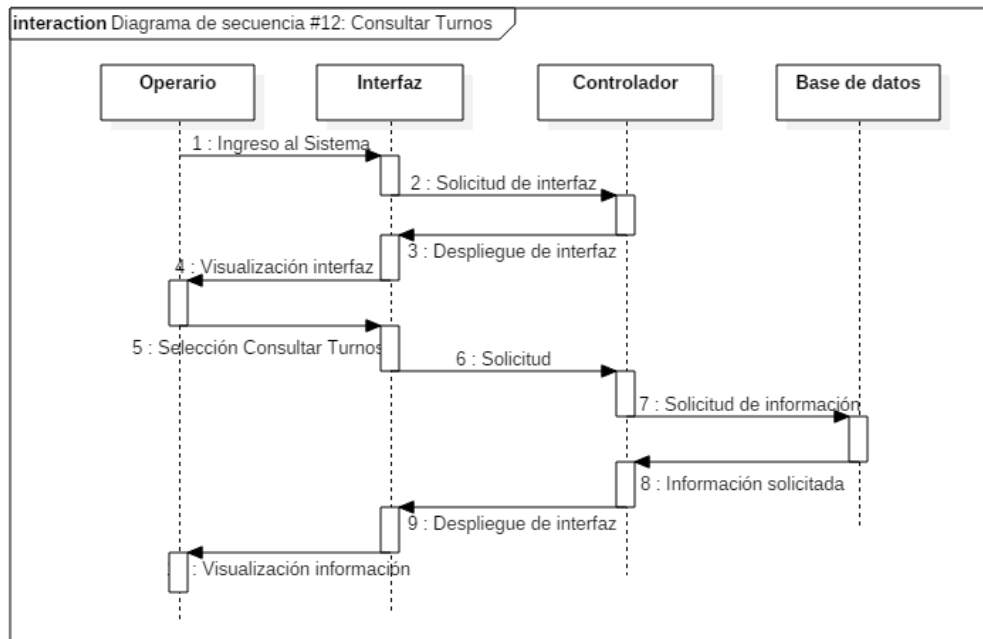 interaction Diagrama de secuencia #12: Consultar Turnos
Operario
Interfaz
Controlador
Base de datos
1 : Ingreso al Sistema
2 : Solicitud de interfaz
3 : Despliegue de interfaz
4 : Visualización interfaz
5 : Selección Consultar Turnos
6 : Solicitud
7 : Solicitud de información
8 : Información solicitada
9 : Despliegue de interfaz
: Visualización información